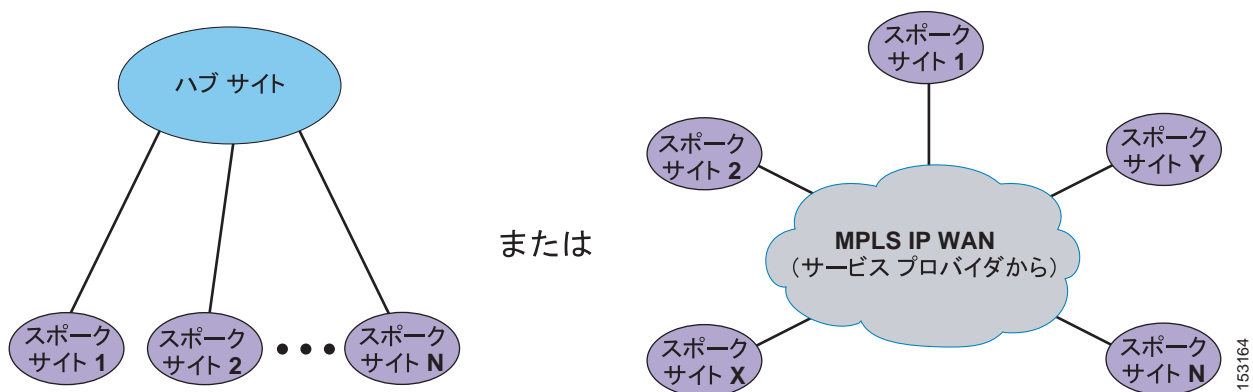 ハブ サイト
スポーク
サイト 1
スポーク
サイト 2
スポーク
サイト N
または
スポーク
サイト 1
スポーク
サイト 2
スポーク
サイト Y
MPLS IP WAN
（サービス プロバイダから）
スポーク
サイト X
スポーク
サイト N
153164